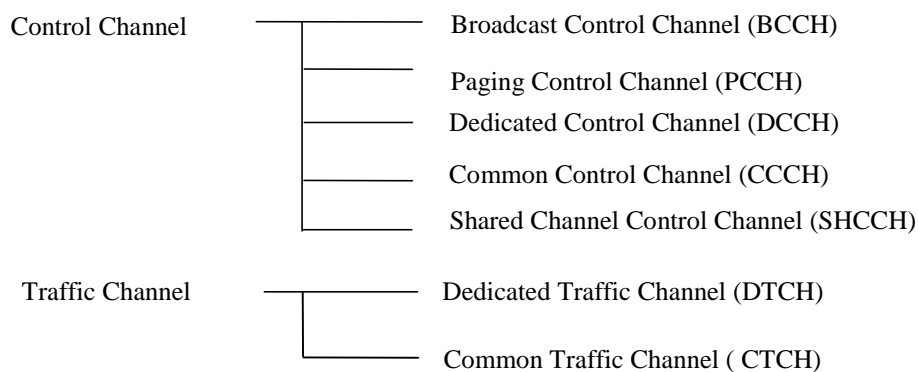 Control Channel
Broadcast Control Channel (BCCH)
Paging Control Channel (PCCH)
Dedicated Control Channel (DCCH)
Common Control Channel (CCCH)
Shared Channel Control Channel (SHCCH)
Traffic Channel
Dedicated Traffic Channel (DTCH)
Common Traffic Channel ( CTCH)